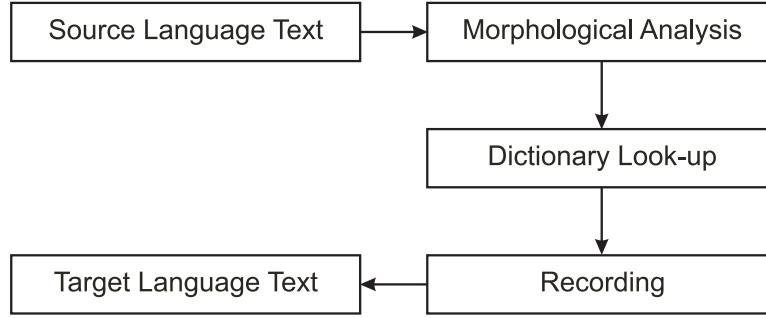 Source Language Text
Morphological Analysis
Dictionary Look-up
Recording
Target Language Text